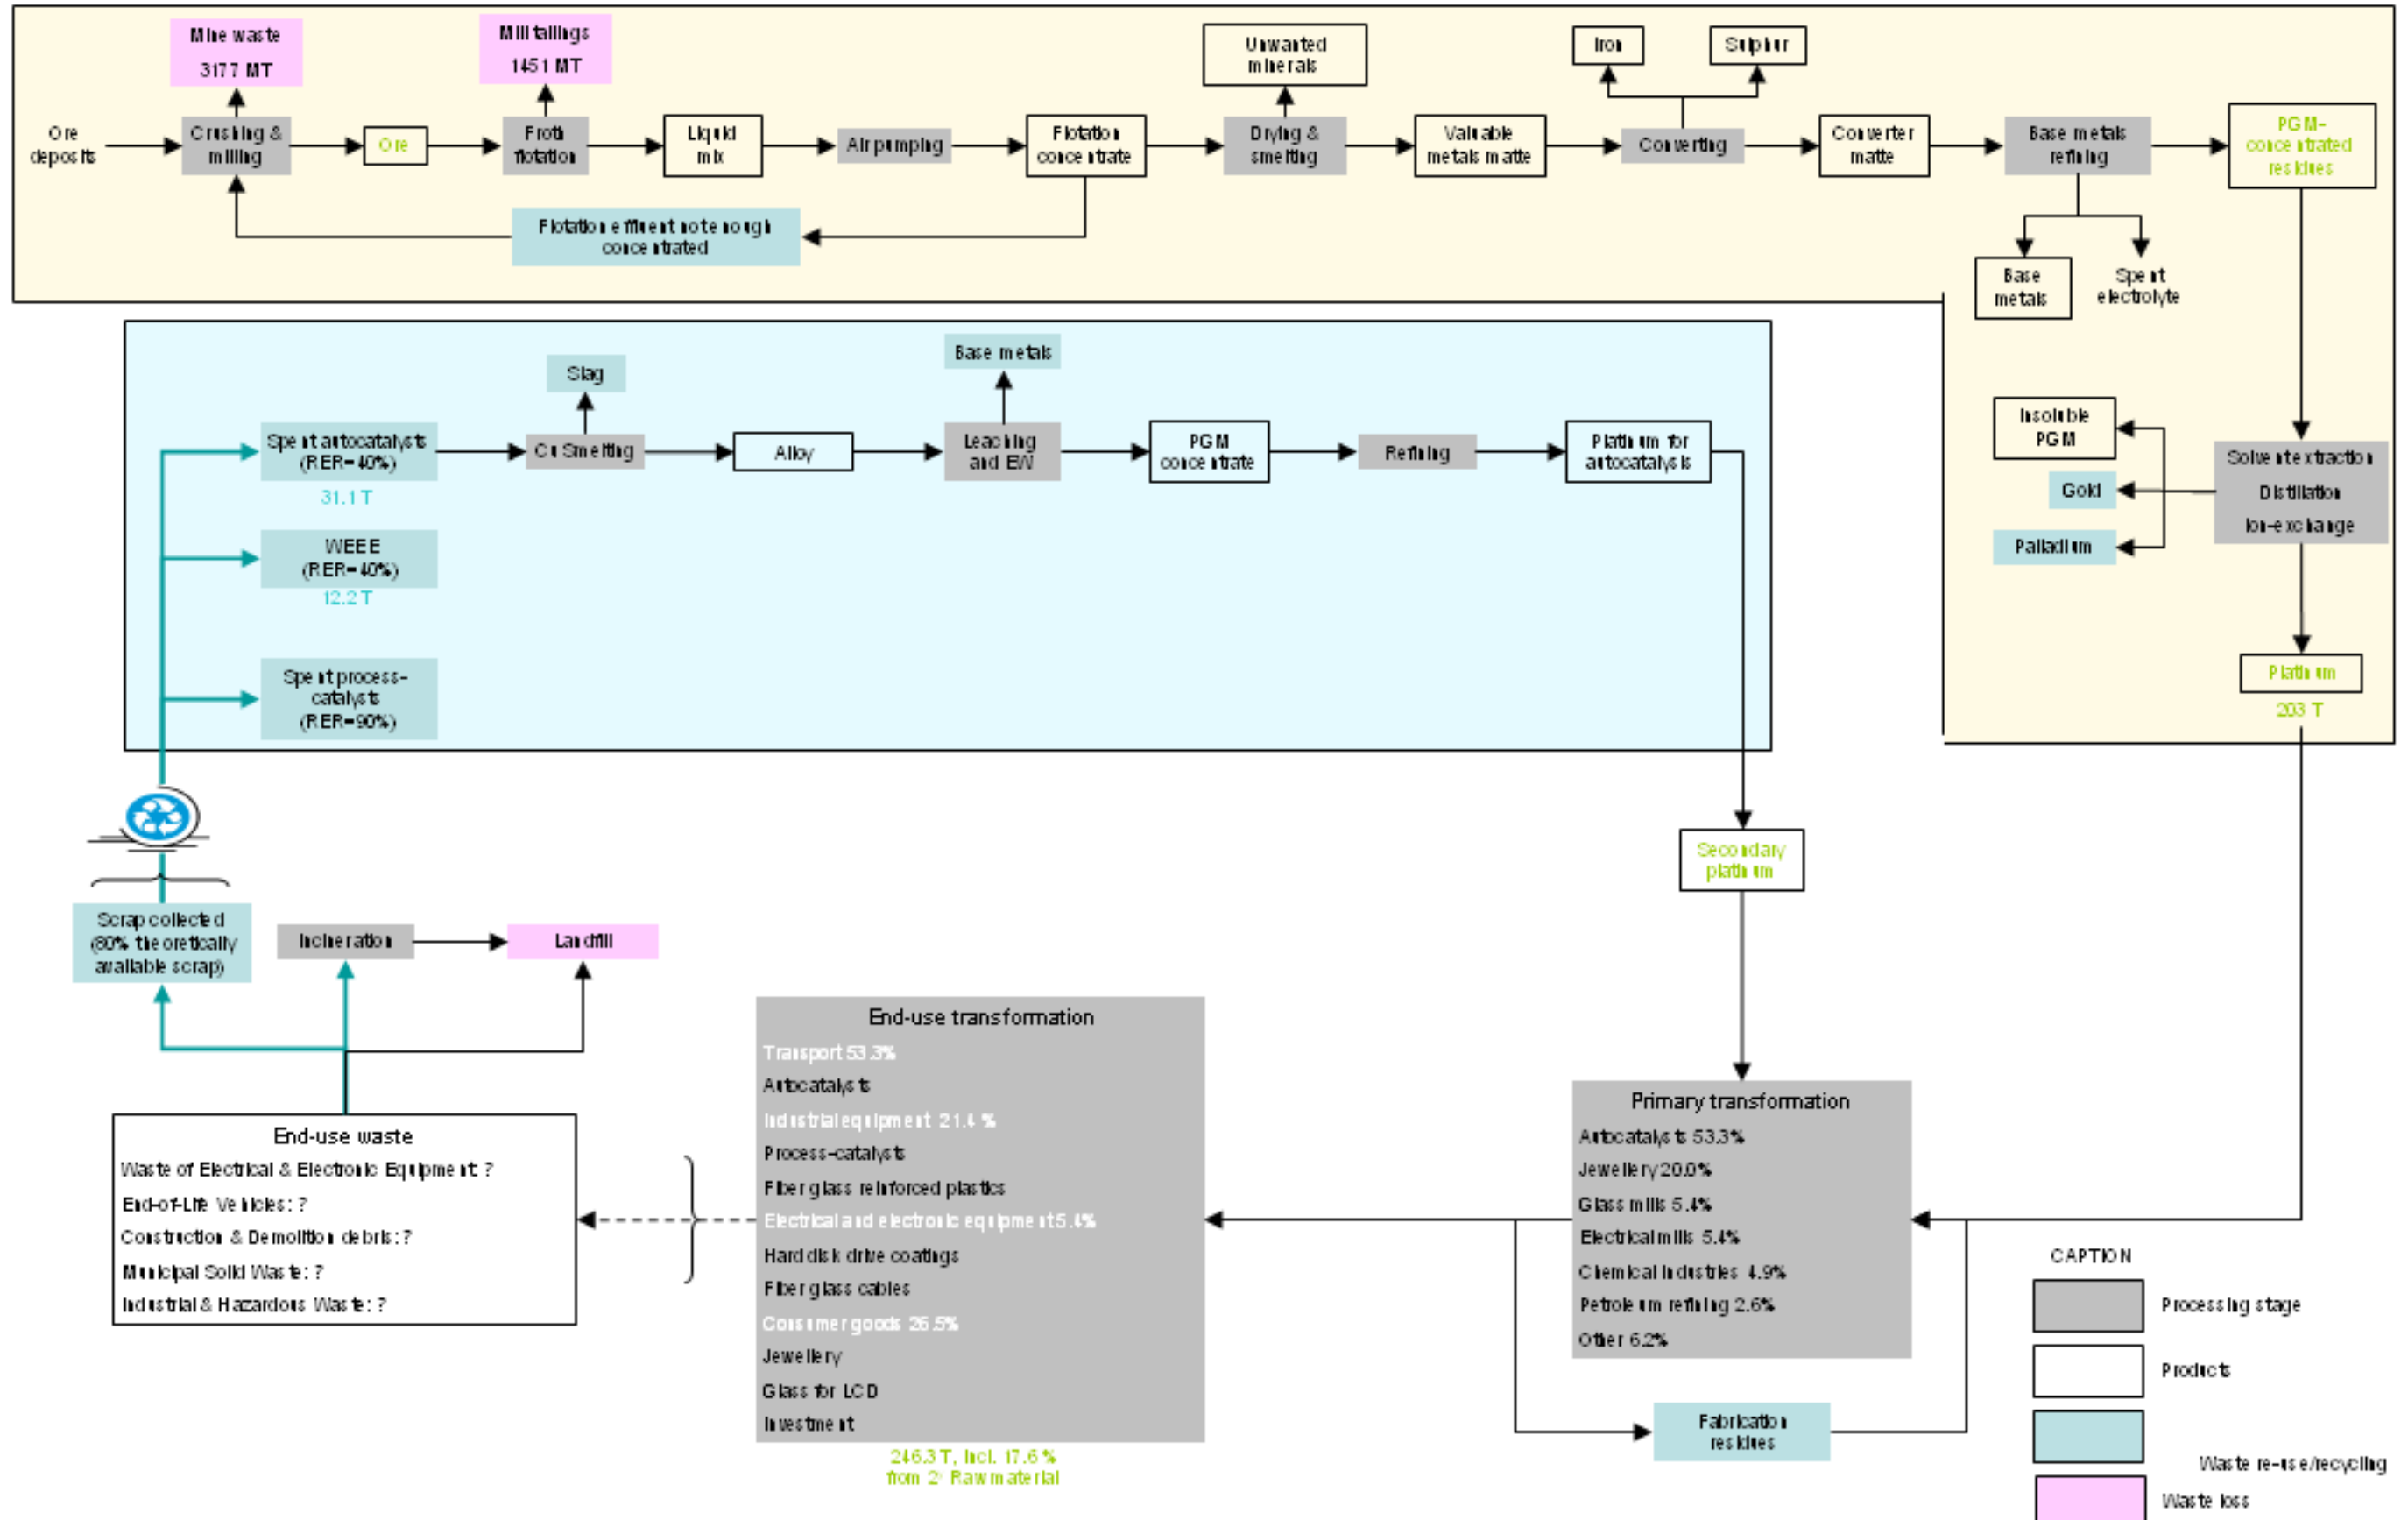 Mine waste
3177 MT
Mill tailings
1451 MT
Unwanted
minerals
Iron
Sulphur
Ore
deposits
Crushing &
milling
Ore
Froth
flotation
Liquid
mix
Air pumping
Flotation
concentrate
Drying &
smelting
Valuable
metals matte
Converting
Converter
matte
Base metals
refining
PGM-
concentrated
residues
Flotation effluent not enough
concentrated
Base
metals
Spent
electrolyte
Slag
Base metals
Spent autocatalysts
(RER=40%)
31.1 T
Cu Smelting
Alloy
Leaching
and EW
PGM
concentrate
Refining
Platinum for
autocatalysis
WEEE
(RER=40%)
12.2 T
Spent process-
catalysts
(RER=90%)
Insoluble
PGM
Gold
Palladium
Solvent extraction
Distillation
Ion-exchange
Platinum
203 T
Secondary
platinum
Scrap collected
(80% theoretically
available scrap)
Incineration
Landfill
End-use waste
Waste of Electrical & Electronic Equipment: ?
End-of-Life Vehicles: ?
Construction & Demolition debris: ?
Municipal Solid Waste: ?
Industrial & Hazardous Waste: ?
End-use transformation
Transport 53.3%
Autocatalysts
Industrial equipment 21.4 %
Process-catalysts
Fiber glass reinforced plastics
Electrical and electronic equipment 5.4%
Hard disk drive coatings
Fiber glass cables
Consumer goods 26.5%
Jewellery
Glass for LCD
Investment
246.3 T, Incl. 17.6 %
from 2' Raw material
Primary transformation
Autocatalysts 53.3%
Jewellery 20.0%
Glass mills 5.4%
Electrical mills 5.4%
Chemical industries 4.9%
Petroleum refining 2.6%
Other 6.2%
Fabrication
residues
CAPTION
Processing stage
Products
Waste re-use/recycling
Waste loss